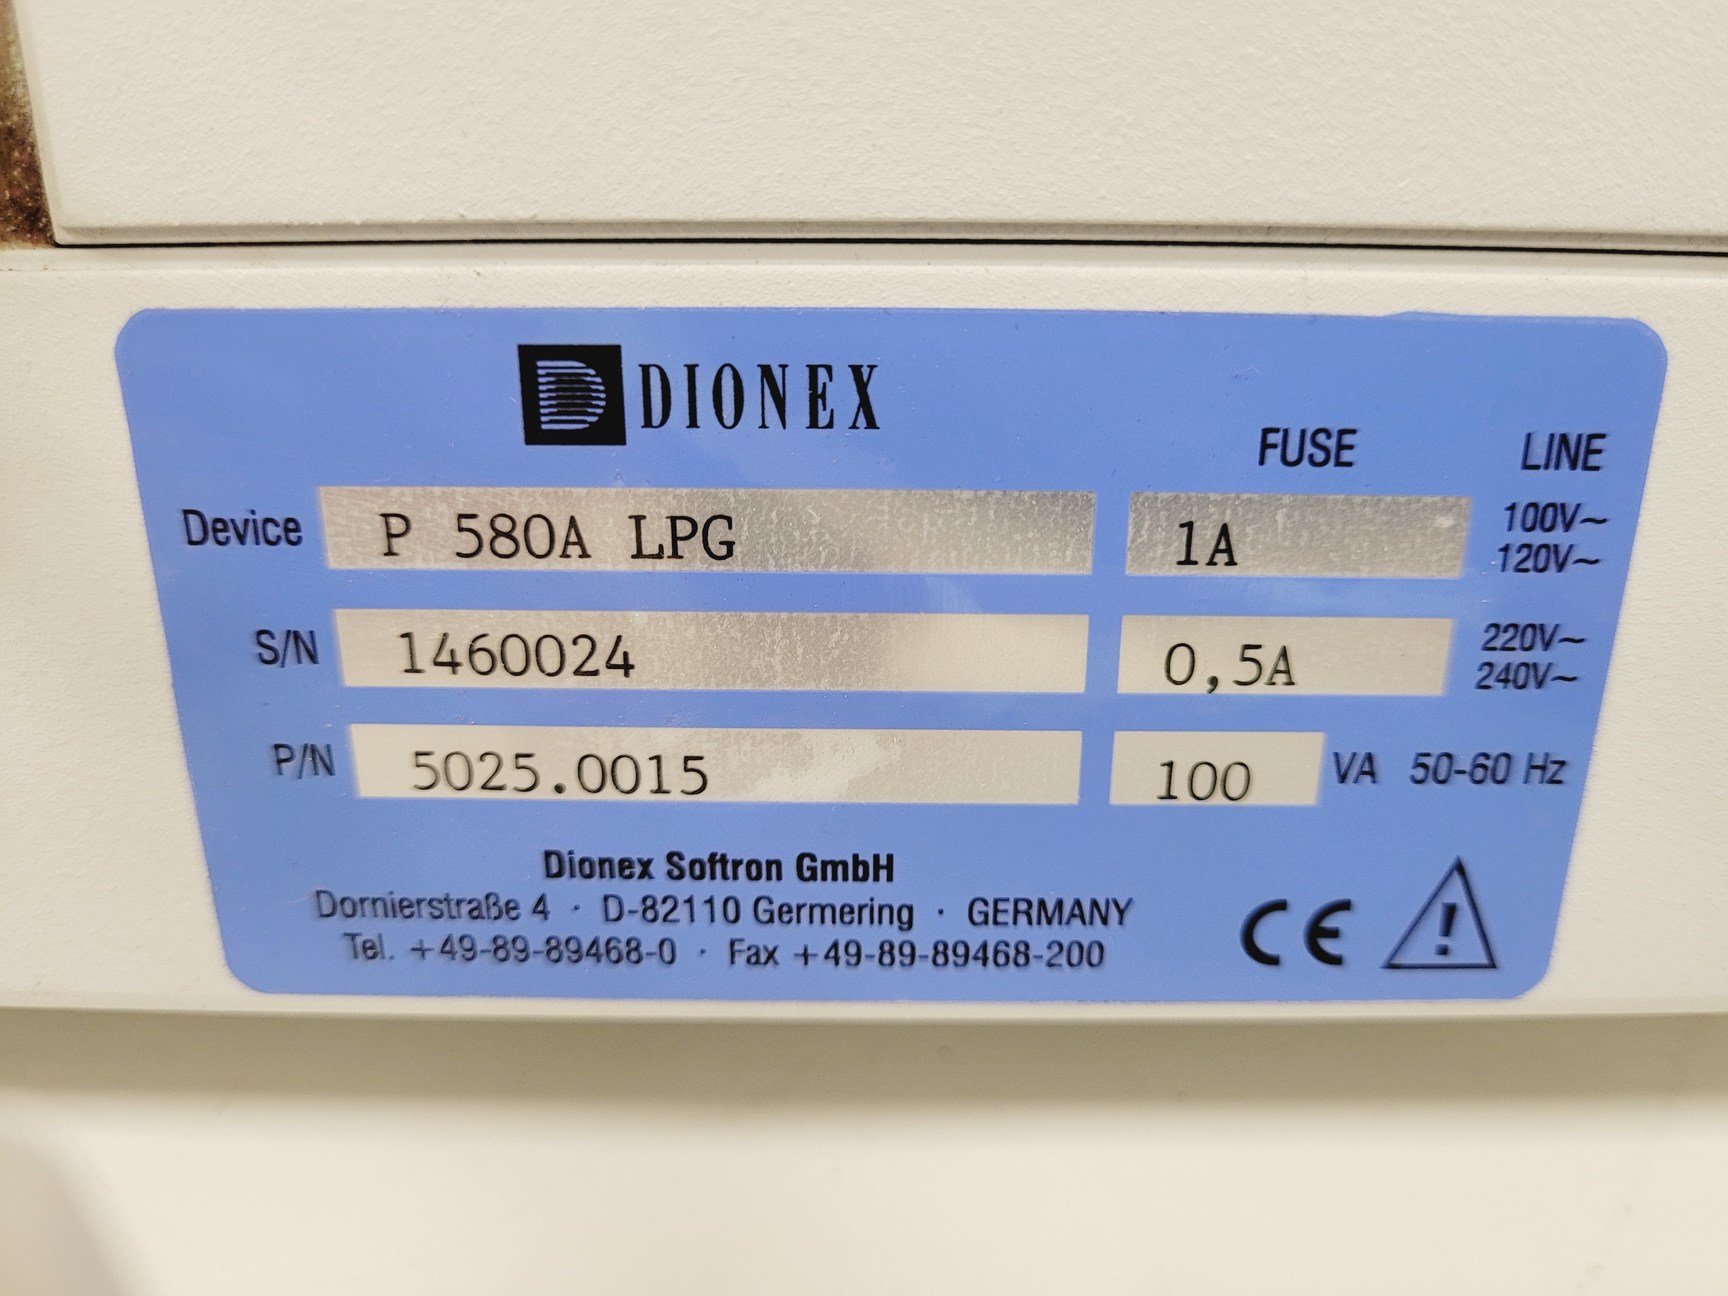 DIONEX
FUSE LINE
Device P 580A LPG 1A 100V~
120V~
S/N 1460024 0,5A 220V~
240V~
P/N 5025.0015 100 VA 50-60 Hz
Dionex Softron GmbH
Dornierstraße 4 · D-82110 Germering · GERMANY
Tel. +49-89-89468-0 · Fax +49-89-89468-200
CE